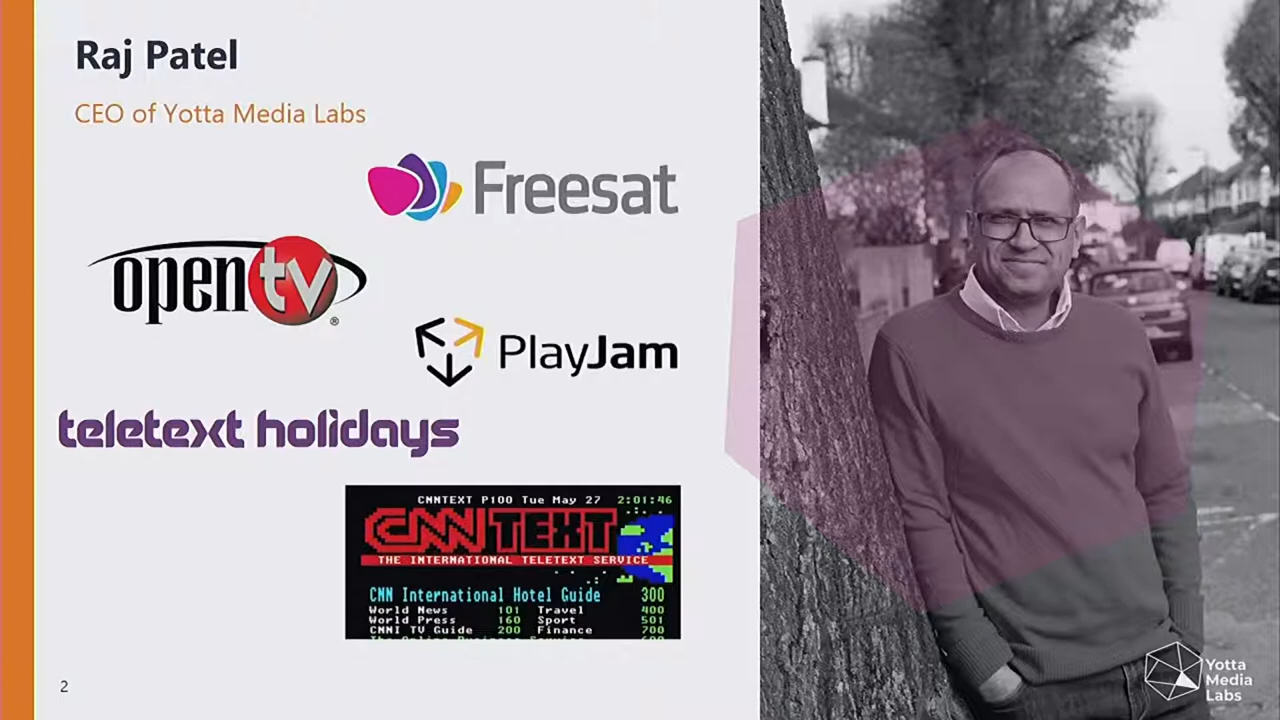 Raj Patel
CEO of Yotta Media Labs
Freesat
opentv®
PlayJam
teletext holidays
CNNTEXT P100 Tue May 27 2:01:46
CNN TEXT
THE INTERNATIONAL TELETEXT SERVICE
CNN International Hotel Guide 300
World News 101 Travel 400
World Press 160 Sport 501
CNNI TV Guide 200 Finance 700
2
Yotta
Media
Labs